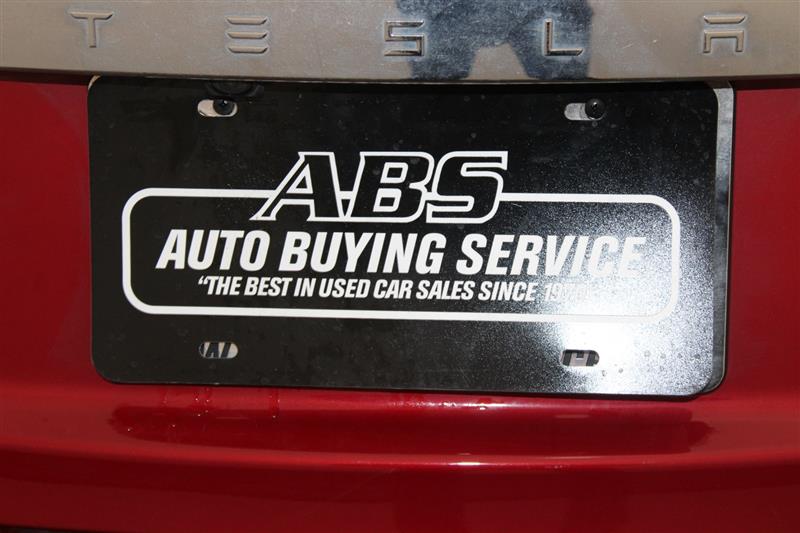 TESLA
ABS
AUTO BUYING SERVICE
"THE BEST IN USED CAR SALES SINCE